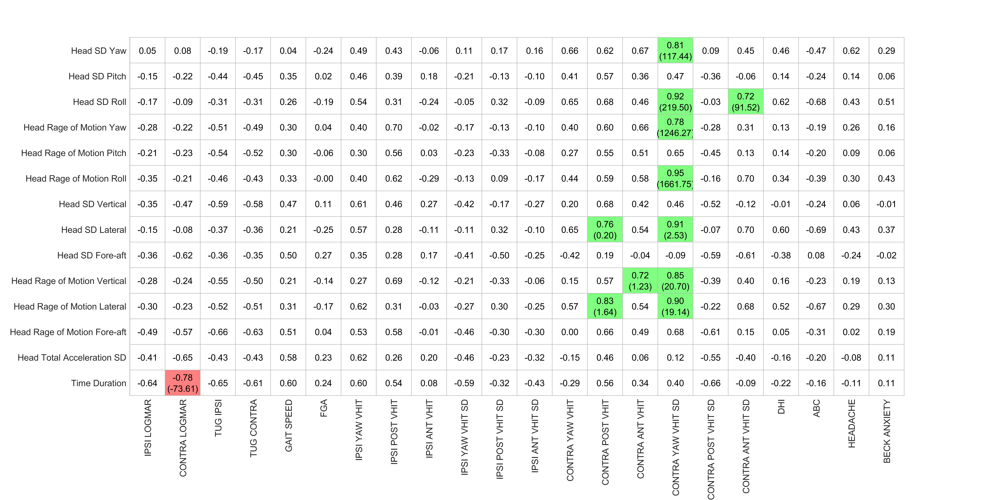 Head SD Yaw 0.05 0.08 -0.19 -0.17 0.04 -0.24 0.49 0.43 -0.06 0.11 0.17 0.16 0.66 0.62 0.67 0.81 (117.44) 0.09 0.45 0.46 -0.47 0.62 0.29
Head SD Pitch -0.15 -0.22 -0.44 -0.45 0.35 0.02 0.46 0.39 0.18 -0.21 -0.13 -0.10 0.41 0.57 0.36 0.47 -0.36 -0.06 0.14 -0.24 0.14 0.06
Head SD Roll -0.17 -0.09 -0.31 -0.31 0.26 -0.19 0.54 0.31 -0.24 -0.05 0.32 -0.09 0.65 0.68 0.46 0.92 (219.50) -0.03 0.72 (91.52) 0.62 -0.68 0.43 0.51
Head Rage of Motion Yaw -0.28 -0.22 -0.51 -0.49 0.30 0.04 0.40 0.70 -0.02 -0.17 -0.13 -0.10 0.40 0.60 0.66 0.78 (1246.27) -0.28 0.31 0.13 -0.19 0.26 0.16
Head Rage of Motion Pitch -0.21 -0.23 -0.54 -0.52 0.30 -0.06 0.30 0.56 0.03 -0.23 -0.33 -0.08 0.27 0.55 0.51 0.65 -0.45 0.13 0.14 -0.20 0.09 0.06
Head Rage of Motion Roll -0.35 -0.21 -0.46 -0.43 0.33 -0.00 0.40 0.62 -0.29 -0.13 0.09 -0.17 0.44 0.59 0.58 0.95 (1661.75) -0.16 0.70 0.34 -0.39 0.30 0.43
Head SD Vertical -0.35 -0.47 -0.59 -0.58 0.47 0.11 0.61 0.46 0.27 -0.42 -0.17 -0.27 0.20 0.68 0.42 0.46 -0.52 -0.12 -0.01 -0.24 0.06 -0.01
Head SD Lateral -0.15 -0.08 -0.37 -0.36 0.21 -0.25 0.57 0.28 -0.11 -0.11 0.32 -0.10 0.65 0.76 (0.20) 0.54 0.91 (2.53) -0.07 0.70 0.60 -0.69 0.43 0.37
Head SD Fore-aft -0.36 -0.62 -0.36 -0.35 0.50 0.27 0.35 0.28 0.17 -0.41 -0.50 -0.25 -0.42 0.19 -0.04 -0.09 -0.59 -0.61 -0.38 0.08 -0.24 -0.02
Head Rage of Motion Vertical -0.28 -0.24 -0.55 -0.50 0.21 -0.14 0.27 0.69 -0.12 -0.21 -0.33 -0.06 0.15 0.57 0.72 (1.23) 0.85 (20.70) -0.39 0.40 0.16 -0.23 0.19 0.13
Head Rage of Motion Lateral -0.30 -0.23 -0.52 -0.51 0.31 -0.17 0.62 0.31 -0.03 -0.27 0.30 -0.25 0.57 0.83 (1.64) 0.54 0.90 (19.14) -0.22 0.68 0.52 -0.67 0.29 0.30
Head Rage of Motion Fore-aft -0.49 -0.57 -0.66 -0.63 0.51 0.04 0.53 0.58 -0.01 -0.46 -0.30 -0.30 0.00 0.66 0.49 0.68 -0.61 0.15 0.05 -0.31 0.02 0.19
Head Total Acceleration SD -0.41 -0.65 -0.43 -0.43 0.58 0.23 0.62 0.26 0.20 -0.46 -0.23 -0.32 -0.15 0.46 0.06 0.12 -0.55 -0.40 -0.16 -0.20 -0.08 0.11
Time Duration -0.64 -0.78 (-73.61) -0.65 -0.61 0.60 0.24 0.60 0.54 0.08 -0.59 -0.32 -0.43 -0.29 0.56 0.34 0.40 -0.66 -0.09 -0.22 -0.16 -0.11 0.11
IPSI LOGMAR
CONTRA LOGMAR
TUG IPSI
TUG CONTRA
GAIT SPEED
FGA
IPSI YAW VHIT
IPSI POST VHIT
IPSI ANT VHIT
IPSI YAW VHIT SD
IPSI POST VHIT SD
IPSI ANT VHIT SD
CONTRA YAW VHIT
CONTRA POST VHIT
CONTRA ANT VHIT
CONTRA YAW VHIT SD
CONTRA POST VHIT SD
CONTRA ANT VHIT SD
DHI
ABC
HEADACHE
BECK ANXIETY